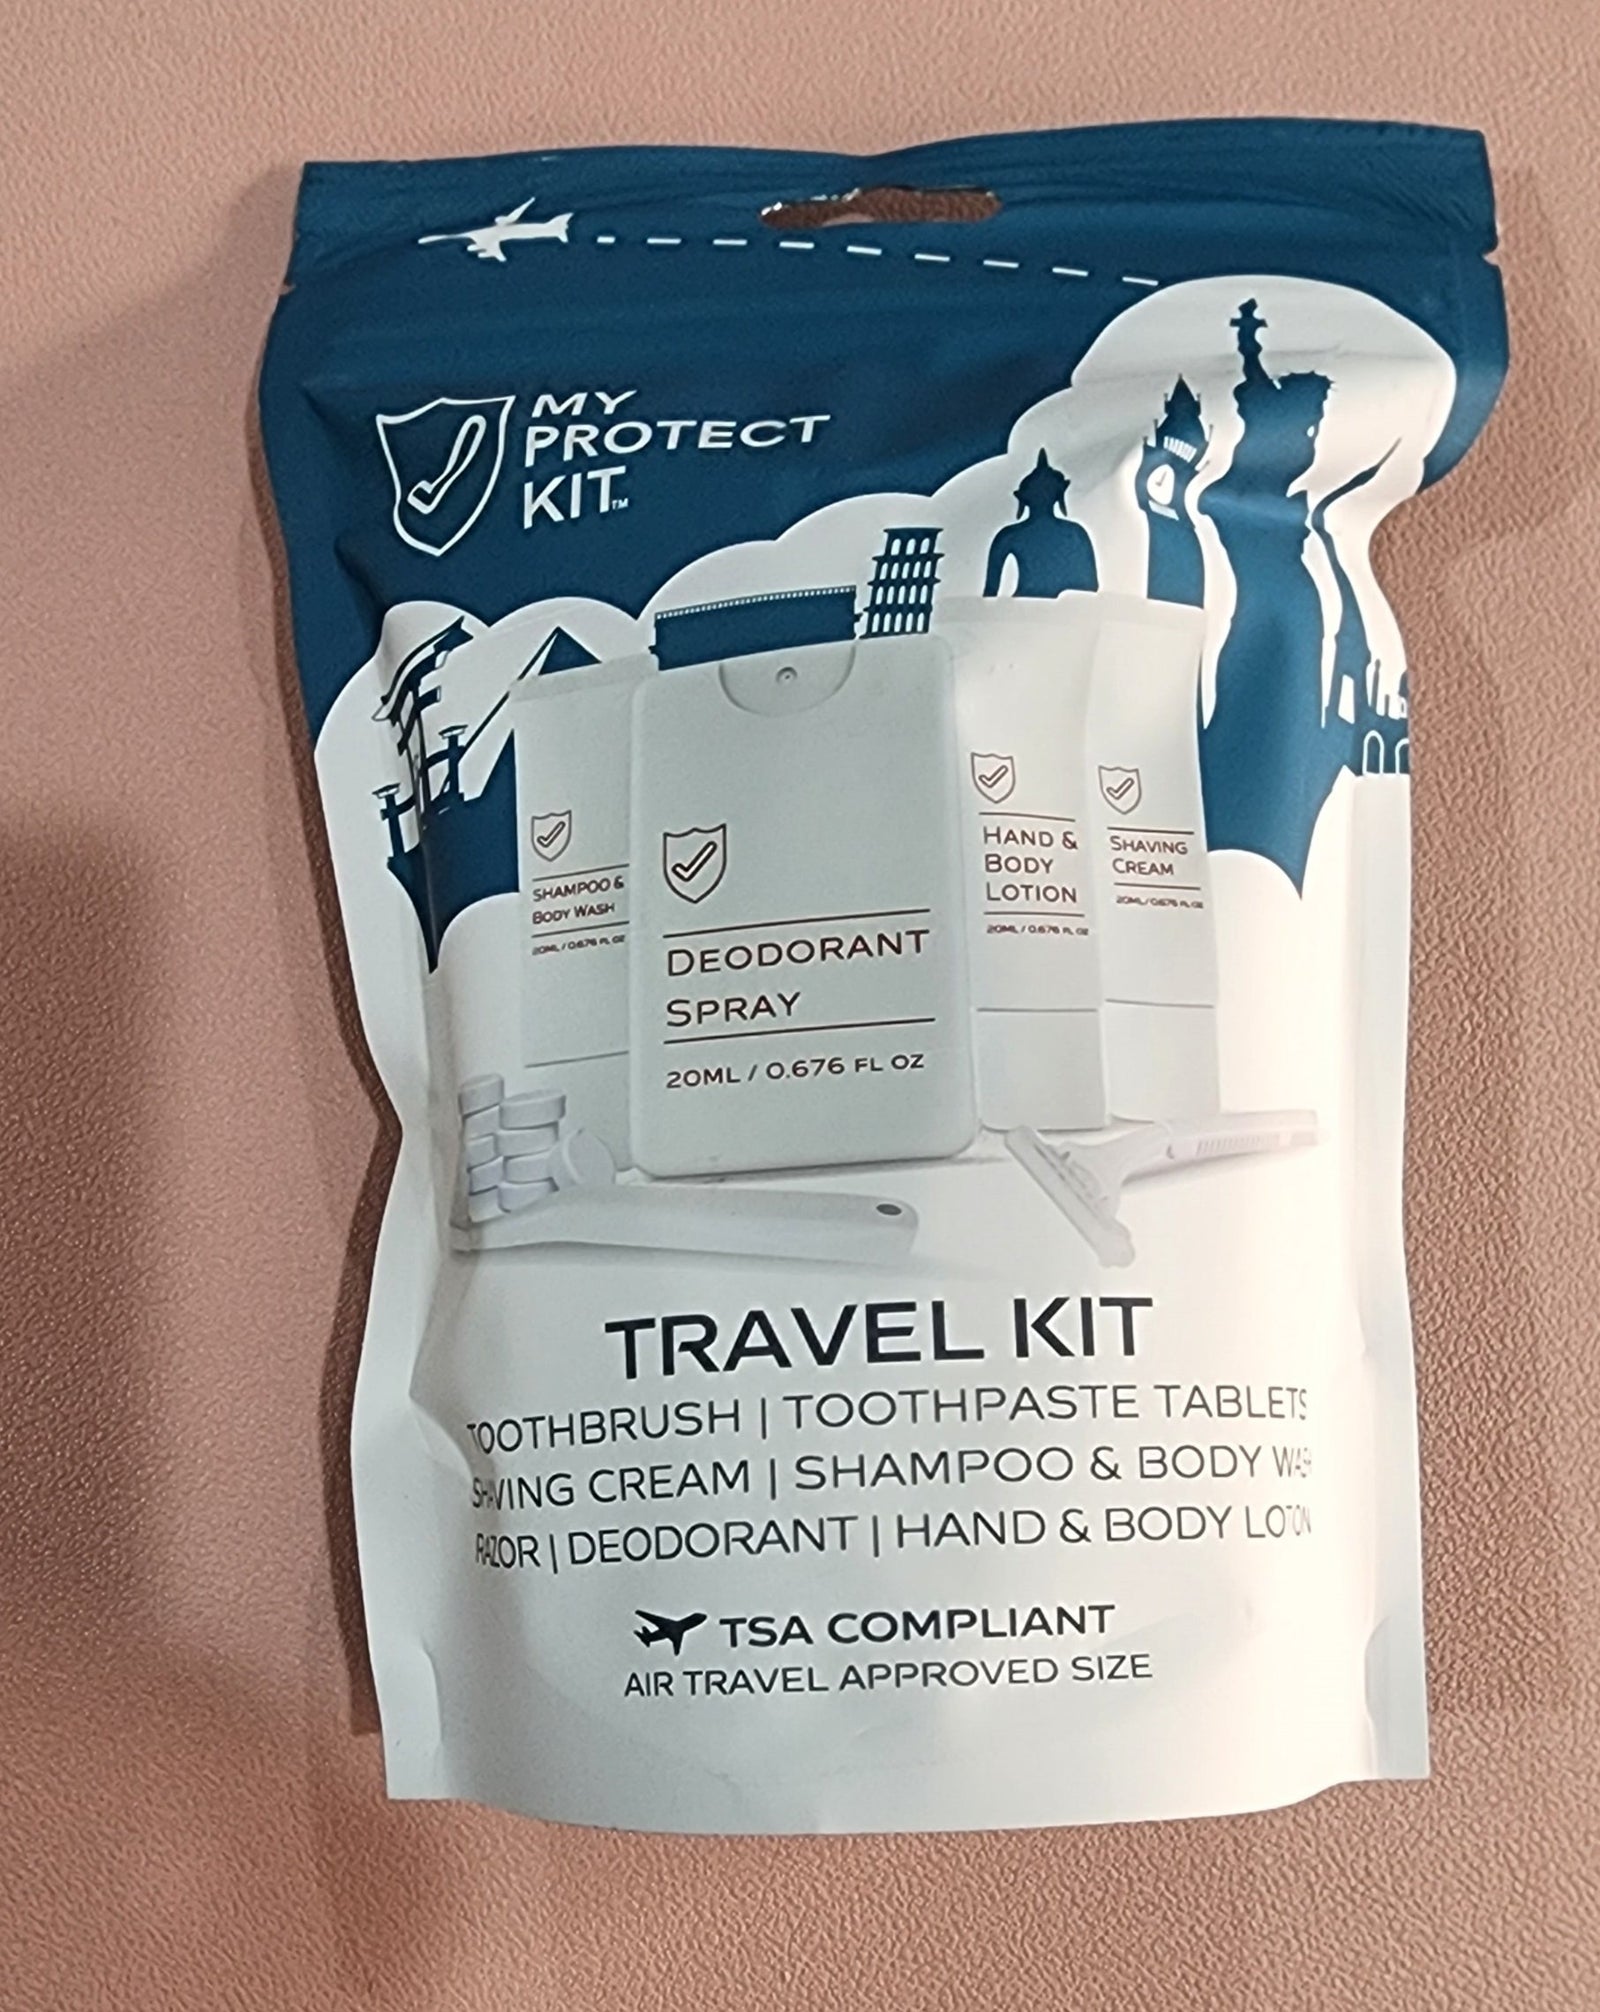 MY
PROTECT
KIT™
SHAMPOO &
BODY WASH
20ML / 0.676 FL OZ
DEODORANT
SPRAY
20ML / 0.676 FL OZ
HAND &
BODY
LOTION
20ML / 0.676 FL OZ
SHAVING
CREAM
20ML / 0.676 FL OZ
TRAVEL KIT
TOOTHBRUSH | TOOTHPASTE TABLETS
SHAVING CREAM | SHAMPOO & BODY WASH
RAZOR | DEODORANT | HAND & BODY LOTION
TSA COMPLIANT
AIR TRAVEL APPROVED SIZE